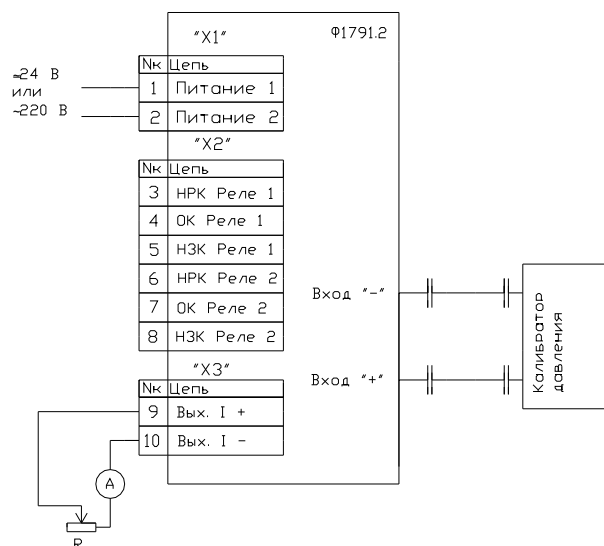 "X1"
Ф1791.2
Nк Цепь
≂24 В
или
~220 В
1 Питание 1
2 Питание 2
"X2"
Nк Цепь
3 НРК Реле 1
4 ОК Реле 1
5 НЗК Реле 1
6 НРК Реле 2
7 ОК Реле 2
8 НЗК Реле 2
Вход "-"
Вход "+"
Калибратор
давления
"X3"
Nк Цепь
9 Вых. I +
10 Вых. I -
A
R